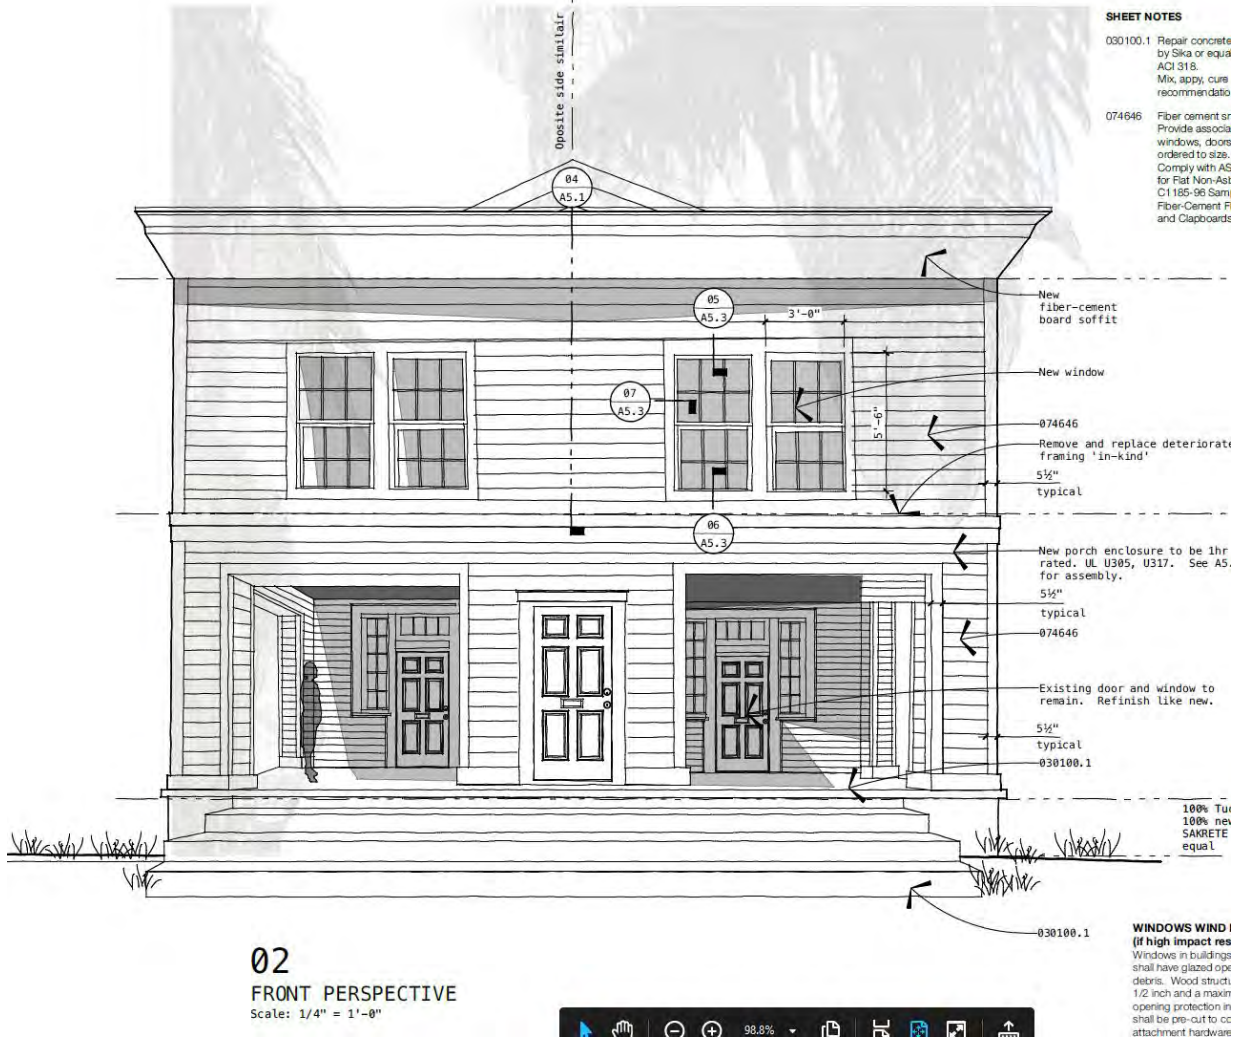 Oposite side similair
SHEET NOTES
030100.1 Repair concrete
by Sika or equa
ACI 318.
Mix, appy, cure
recommendatio
074646 Fiber cement
Provide associa
windows, doors
ordered to size.
Comply with AS
for Flat Non-As
C1185-96 Sam
Fiber-Cement
and Clapboards
04
A5.1
New
fiber-cement
board soffit
05
A5.3
3'-0"
New window
07
A5.3
5'-6"
074646
Remove and replace deteriorate
framing 'in-kind'
5½"
typical
06
A5.3
New porch enclosure to be 1hr
rated. UL U305, U317. See A5.
for assembly.
5½"
typical
074646
Existing door and window to
remain. Refinish like new.
5½"
typical
030100.1
100% Tu
100% ne
SAKRETE
equal
030100.1
WINDOWS WIND
(if high impact res
Windows in buildings
shall have glazed ope
debris. Wood struct
1/2 inch and a maxim
opening protection in
shall be pre-cut to co
attachment hardware
02
FRONT PERSPECTIVE
Scale: 1/4" = 1'-0"
98.8%